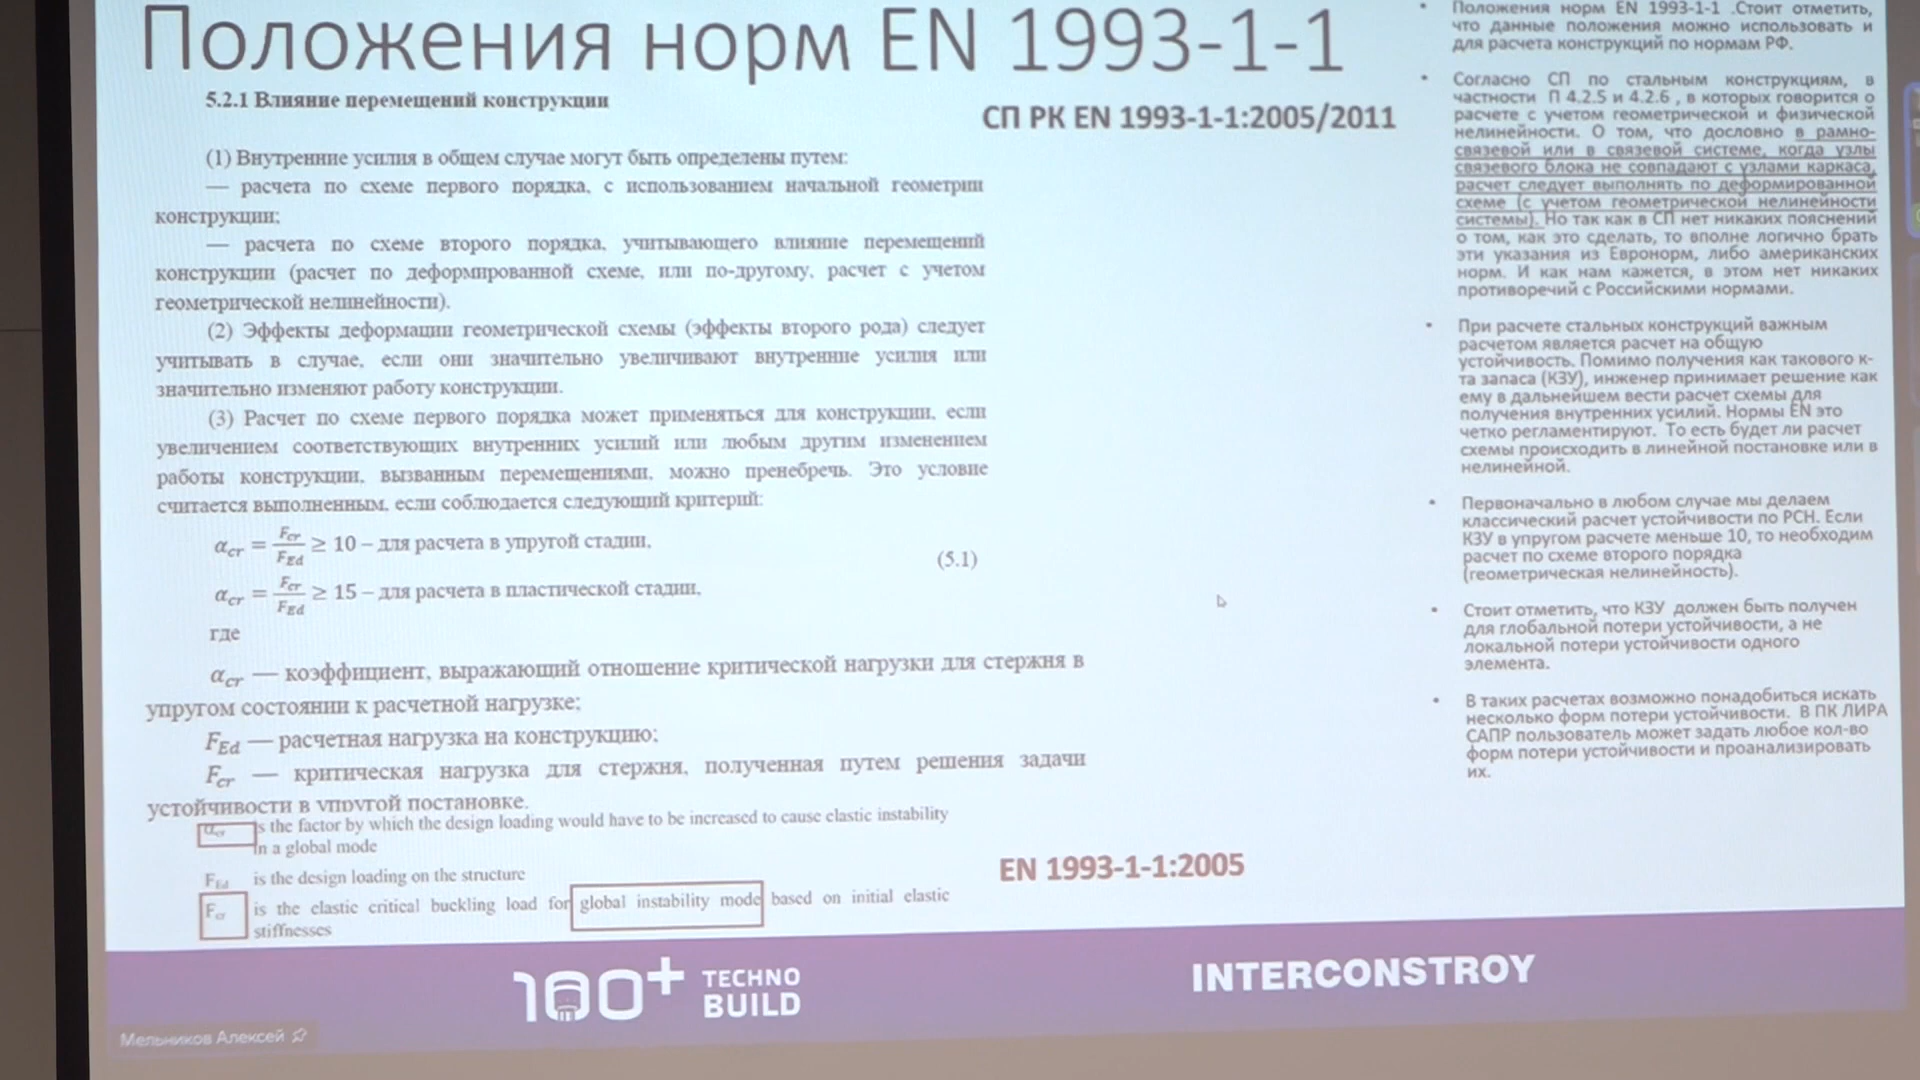 Положения норм EN 1993-1-1
5.2.1 Влияние перемещений конструкции
СП РК EN 1993-1-1:2005/2011
(1) Внутренние усилия в общем случае могут быть определены путем:
— расчета по схеме первого порядка, с использованием начальной геометрии
конструкции;
— расчета по схеме второго порядка, учитывающего влияние перемещений
конструкции (расчет по деформированной схеме, или по-другому, расчет с учетом
геометрической нелинейности).
(2) Эффекты деформации геометрической схемы (эффекты второго рода) следует
учитывать в случае, если они значительно увеличивают внутренние усилия или
значительно изменяют работу конструкции.
(3) Расчет по схеме первого порядка может применяться для конструкции, если
увеличением соответствующих внутренних усилий или любым другим изменением
работы конструкции, вызванным перемещениями, можно пренебречь. Это условие
считается выполненным, если соблюдается следующий критерий:
α_cr = F_cr/F_Ed ≥ 10 – для расчета в упругой стадии,
(5.1)
α_cr = F_cr/F_Ed ≥ 15 – для расчета в пластической стадии,
где
α_cr — коэффициент, выражающий отношение критической нагрузки для стержня в
упругом состоянии к расчетной нагрузке;
F_Ed — расчетная нагрузка на конструкцию;
F_cr — критическая нагрузка для стержня, полученная путем решения задачи
устойчивости в упругой постановке.
α_cr is the factor by which the design loading would have to be increased to cause elastic instability
in a global mode
F_Ed is the design loading on the structure
F_cr is the elastic critical buckling load for global instability mode based on initial elastic
stiffnesses
EN 1993-1-1:2005
• Положения норм EN 1993-1-1 .Стоит отметить,
что данные положения можно использовать и
для расчета конструкций по нормам РФ.
• Согласно СП по стальным конструкциям, в
частности П 4.2.5 и 4.2.6 , в которых говорится о
расчете с учетом геометрической и физической
нелинейности. О том, что дословно в рамно-
связевой или в связевой системе, когда узлы
связевого блока не совпадают с узлами каркаса,
расчет следует выполнять по деформированной
схеме (с учетом геометрической нелинейности
системы). Но так как в СП нет никаких пояснений
о том, как это сделать, то вполне логично брать
эти указания из Евронорм, либо американских
норм. И как нам кажется, в этом нет никаких
противоречий с Российскими нормами.
• При расчете стальных конструкций важным
расчетом является расчет на общую
устойчивость. Помимо получения как такового к-
та запаса (КЗУ), инженер принимает решение как
ему в дальнейшем вести расчет схемы для
получения внутренних усилий. Нормы EN это
четко регламентируют. То есть будет ли расчет
схемы происходить в линейной постановке или в
нелинейной.
• Первоначально в любом случае мы делаем
классический расчет устойчивости по РСН. Если
КЗУ в упругом расчете меньше 10, то необходим
расчет по схеме второго порядка
(геометрическая нелинейность).
• Стоит отметить, что КЗУ должен быть получен
для глобальной потери устойчивости, а не
локальной потери устойчивости одного
элемента.
• В таких расчетах возможно понадобиться искать
несколько форм потери устойчивости. В ПК ЛИРА
САПР пользователь может задать любое кол-во
форм потери устойчивости и проанализировать
их.
100+ TECHNO
BUILD
INTERCONSTROY
Мельников Алексей